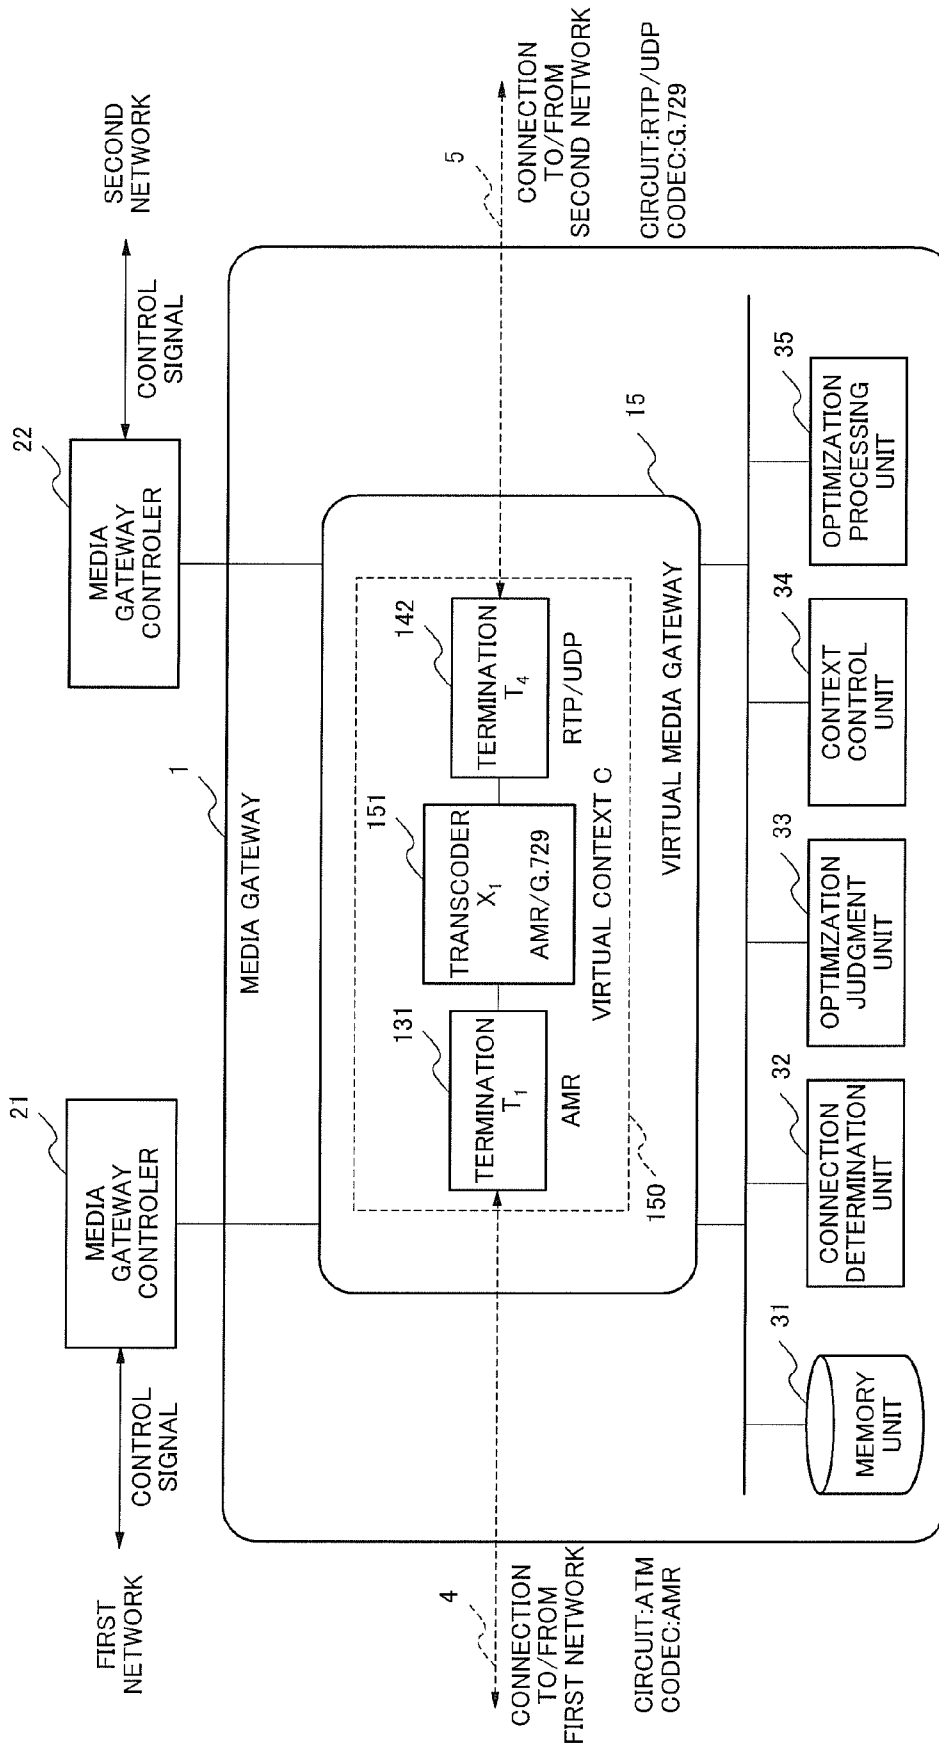 FIRST
NETWORK
CONTROL
SIGNAL
21
MEDIA
GATEWAY
CONTROLER
22
MEDIA
GATEWAY
CONTROLER
CONTROL
SIGNAL
SECOND
NETWORK
1
MEDIA GATEWAY
4
CONNECTION
TO/FROM
FIRST NETWORK
CIRCUIT:ATM
CODEC:AMR
131
TERMINATION
T1
AMR
151
TRANSCODER
X1
AMR/G.729
142
TERMINATION
T4
RTP/UDP
VIRTUAL CONTEXT C
150
VIRTUAL MEDIA GATEWAY
15
5
CONNECTION
TO/FROM
SECOND NETWORK
CIRCUIT:RTP/UDP
CODEC:G.729
31
MEMORY
UNIT
32
CONNECTION
DETERMINATION
UNIT
33
OPTIMIZATION
JUDGMENT
UNIT
34
CONTEXT
CONTROL
UNIT
35
OPTIMIZATION
PROCESSING
UNIT